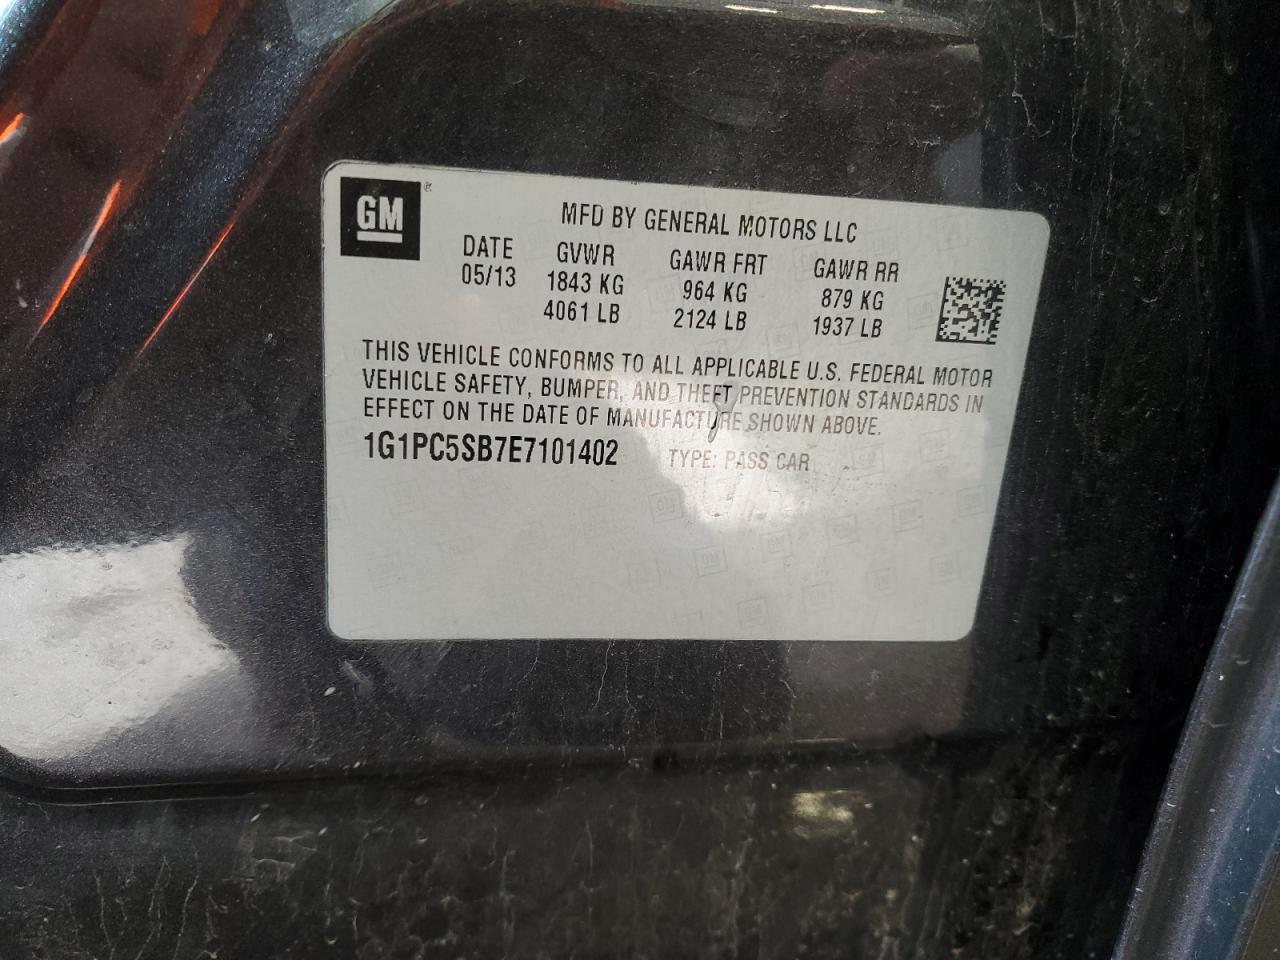 GM ®
MFD BY GENERAL MOTORS LLC
DATE GVWR GAWR FRT GAWR RR
05/13 1843 KG 964 KG 879 KG
4061 LB 2124 LB 1937 LB
THIS VEHICLE CONFORMS TO ALL APPLICABLE U.S. FEDERAL MOTOR
VEHICLE SAFETY, BUMPER, AND THEFT PREVENTION STANDARDS IN
EFFECT ON THE DATE OF MANUFACTURE SHOWN ABOVE.
1G1PC5SB7E7101402 TYPE: PASS CAR